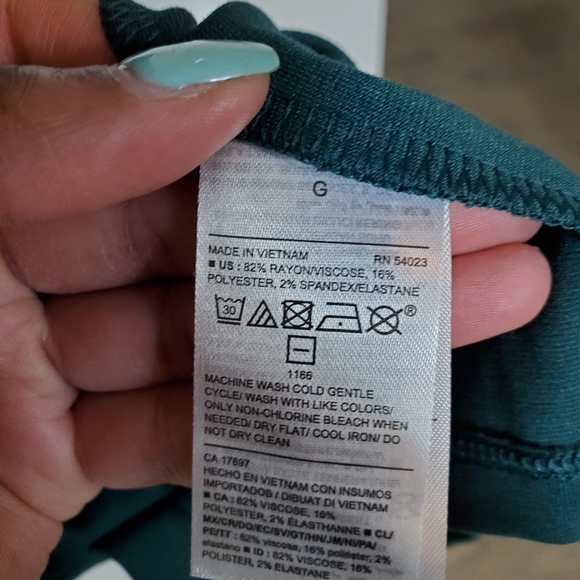 G
MADE IN VIETNAM RN 54023
■ US : 82% RAYON/VISCOSE, 16%
POLYESTER, 2% SPANDEX/ELASTANE
30 ®
1166
MACHINE WASH COLD GENTLE
CYCLE/ WASH WITH LIKE COLORS/
ONLY NON-CHLORINE BLEACH WHEN
NEEDED/ DRY FLAT/ COOL IRON/ DO
NOT DRY CLEAN
CA 17897
HECHO EN VIETNAM CON INSUMOS
IMPORTADOS / DIBUAT DI VIETNAM
■ CA : 82% VISCOSE, 16%
POLYESTER, 2% ÉLASTHANNE ■ CL/
MX/CR/DO/EC/SV/GT/HN/JM/NI/PA/
PE/TT : 82% viscosa, 16% poliéster, 2%
elastano ■ ID : 82% VISCOSE, 16%
POLISTER, 2% ELASTANE